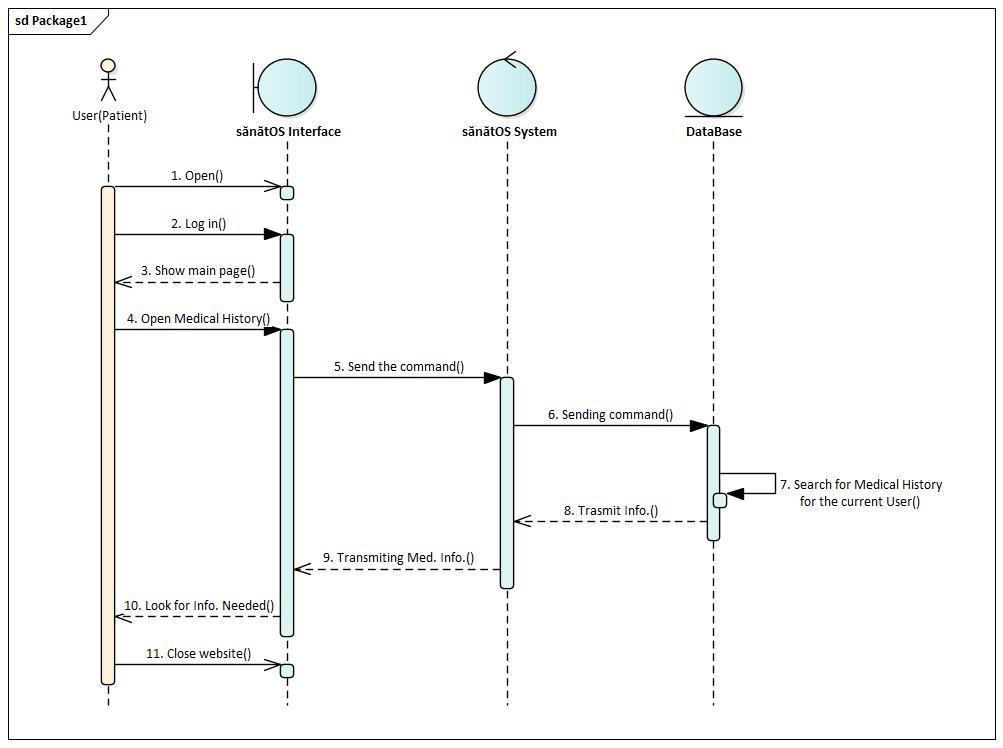 sd Package1
User(Patient)
sănătOS Interface
sănătOS System
DataBase
1. Open()
2. Log in()
3. Show main page()
4. Open Medical History()
5. Send the command()
6. Sending command()
7. Search for Medical History
for the current User()
8. Trasmit Info.()
9. Transmiting Med. Info.()
10. Look for Info. Needed()
11. Close website()